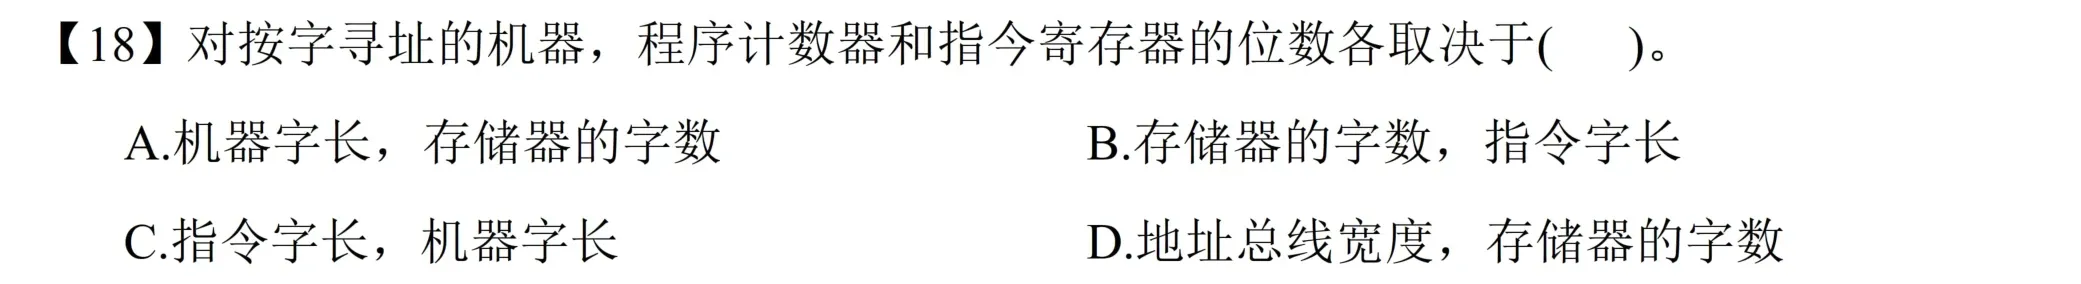 【18】对按字寻址的机器，程序计数器和指今寄存器的位数各取决于(    )。
A.机器字长，存储器的字数
B.存储器的字数，指令字长
C.指令字长，机器字长
D.地址总线宽度，存储器的字数